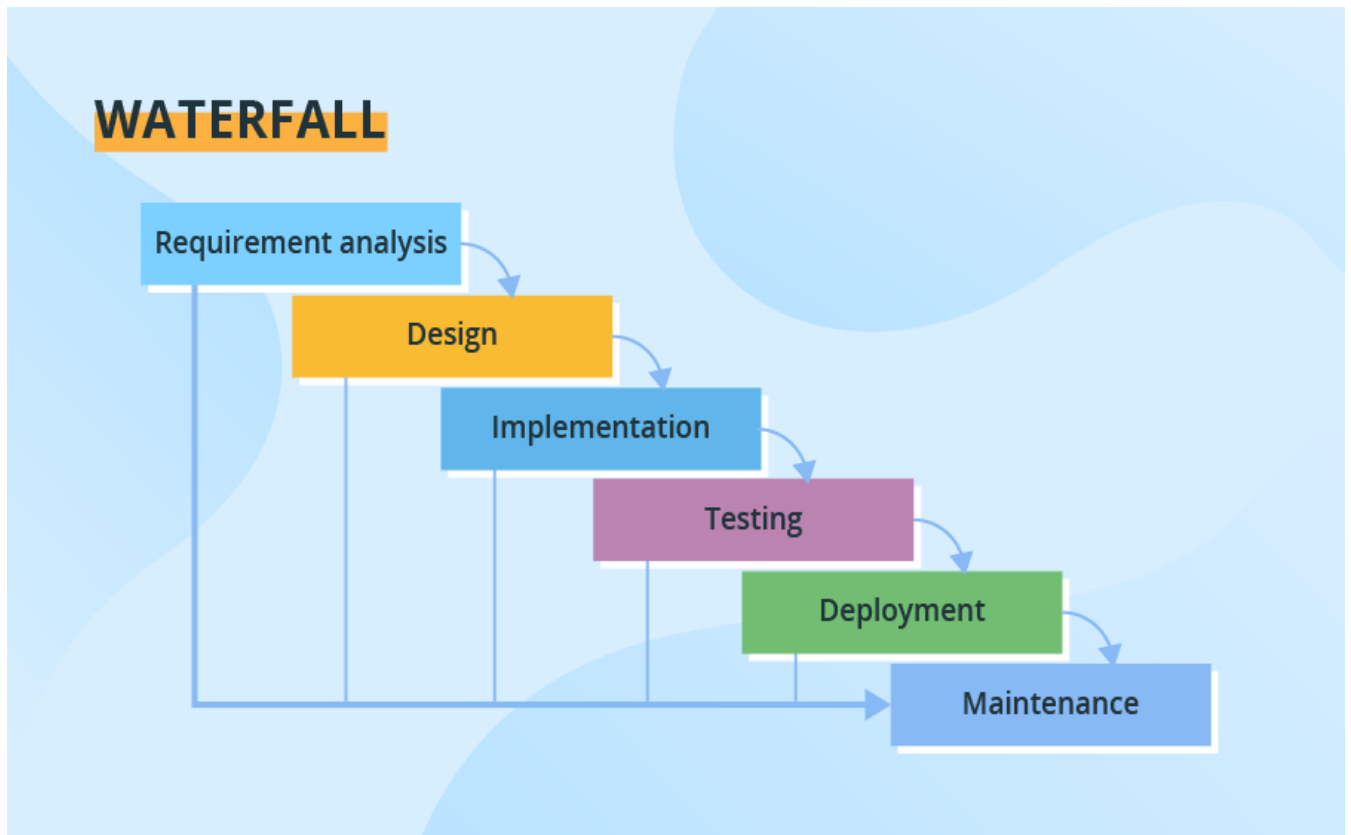 WATERFALL
Requirement analysis
Design
Implementation
Testing
Deployment
Maintenance